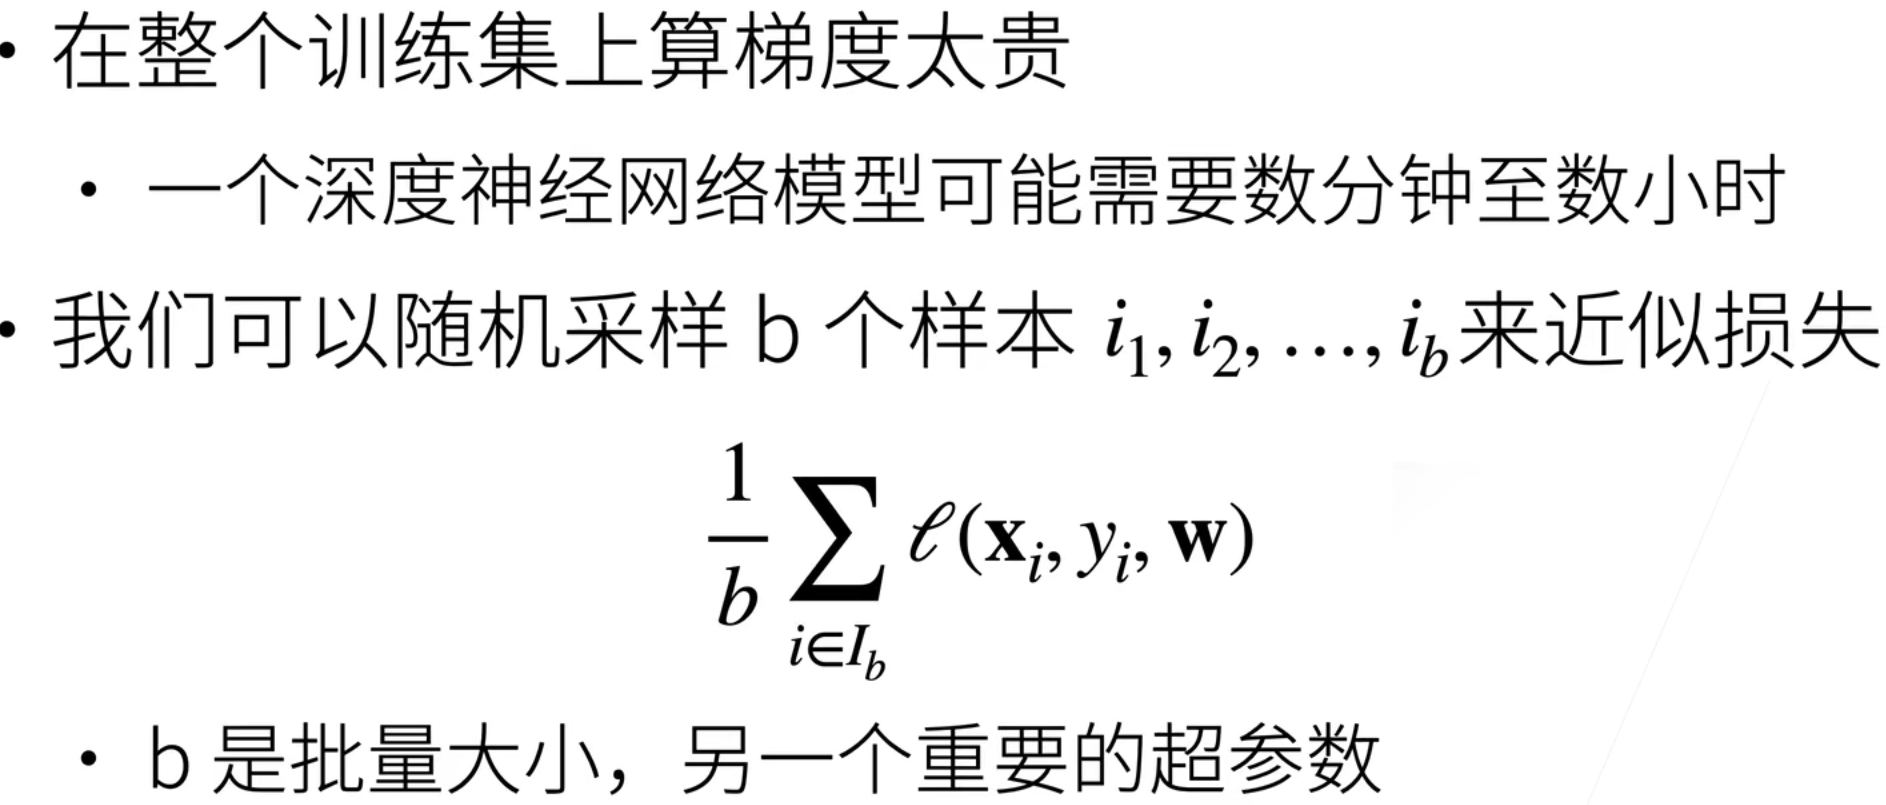 • 在整个训练集上算梯度太贵
• 一个深度神经网络模型可能需要数分钟至数小时
• 我们可以随机采样 b 个样本 i₁, i₂, …, i_b 来近似损失
\frac{1}{b} \sum_{i \in I_b} \ell(\mathbf{x}_i, y_i, \mathbf{w})
• b 是批量大小，另一个重要的超参数